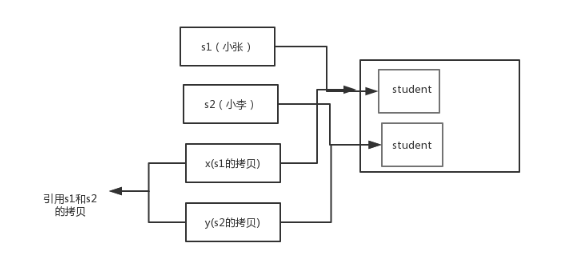 s1（小张）
student
s2（小李）
student
x(s1的拷贝)
引用s1和s2
的拷贝
y(s2的拷贝)